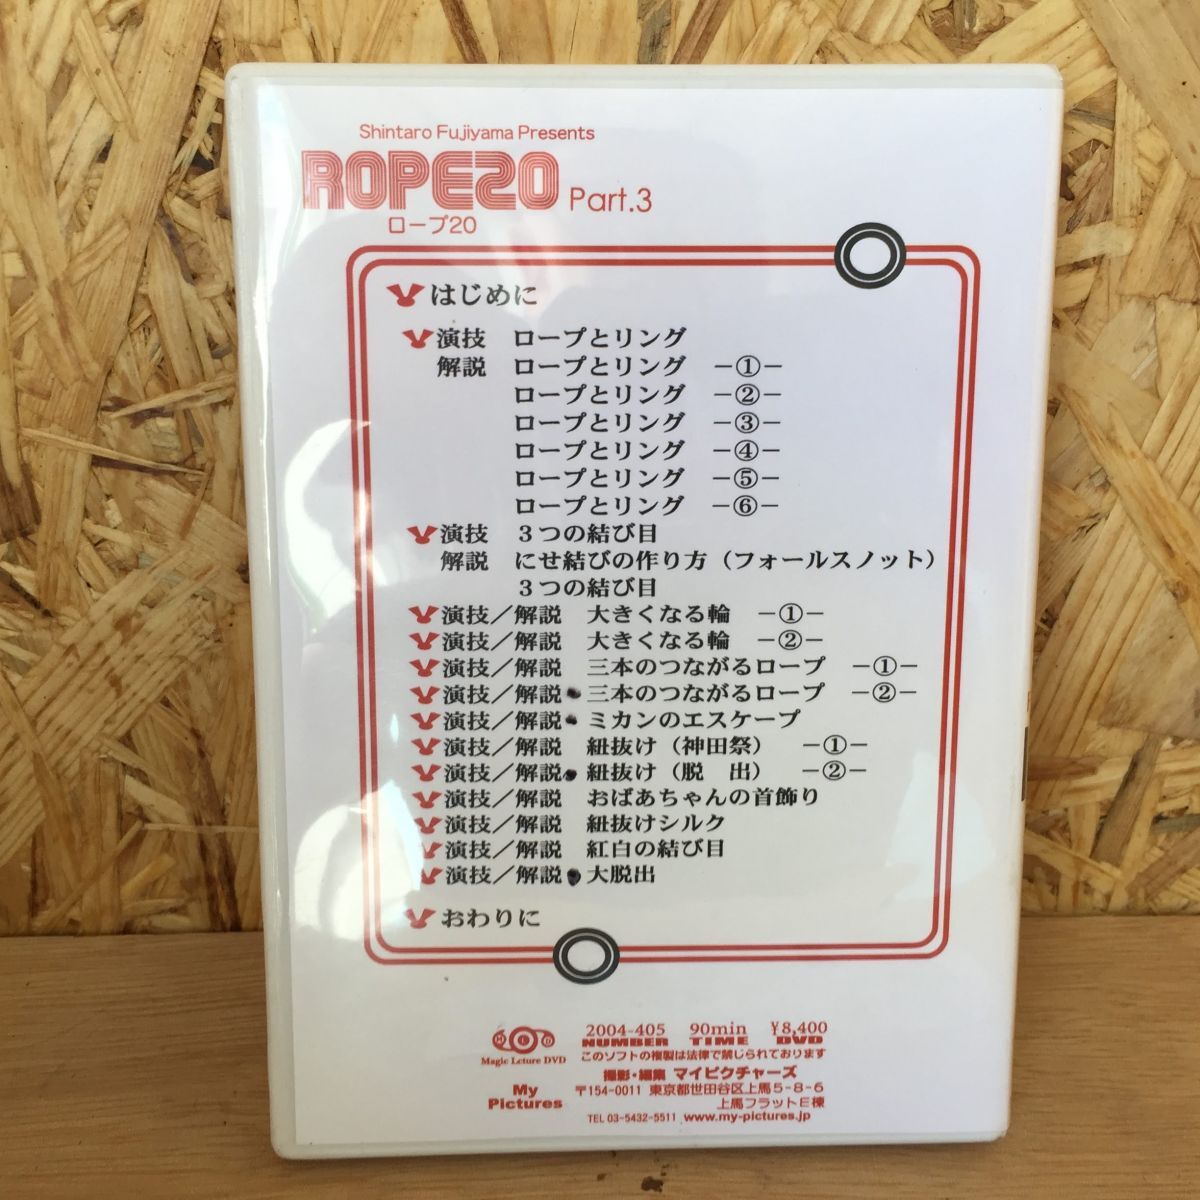 Shintaro Fujiyama Presents
ROPE20 Part.3
ロープ20
はじめに
演技 ロープとリング
解説 ロープとリング －①－
ロープとリング －②－
ロープとリング －③－
ロープとリング －④－
ロープとリング －⑤－
ロープとリング －⑥－
演技 ３つの結び目
解説 にせ結びの作り方（フォールスノット）
３つの結び目
演技／解説 大きくなる輪 －①－
演技／解説 大きくなる輪 －②－
演技／解説 三本のつながるロープ －①－
演技／解説 三本のつながるロープ －②－
演技／解説 ミカンのエスケープ
演技／解説 紐抜け（神田祭） －①－
演技／解説 紐抜け（脱 出） －②－
演技／解説 おばあちゃんの首飾り
演技／解説 紐抜けシルク
演技／解説 紅白の結び目
演技／解説 大脱出
おわりに
2004-405 90min ¥8,400
NUMBER TIME DVD
Magic Lcture DVD
このソフトの複製は法律で禁じられております
撮影・編集 マイピクチャーズ
My Pictures
〒154-0011 東京都世田谷区上馬５-８-６
上馬フラットＥ棟
TEL 03-5432-5511 www.my-pictures.jp